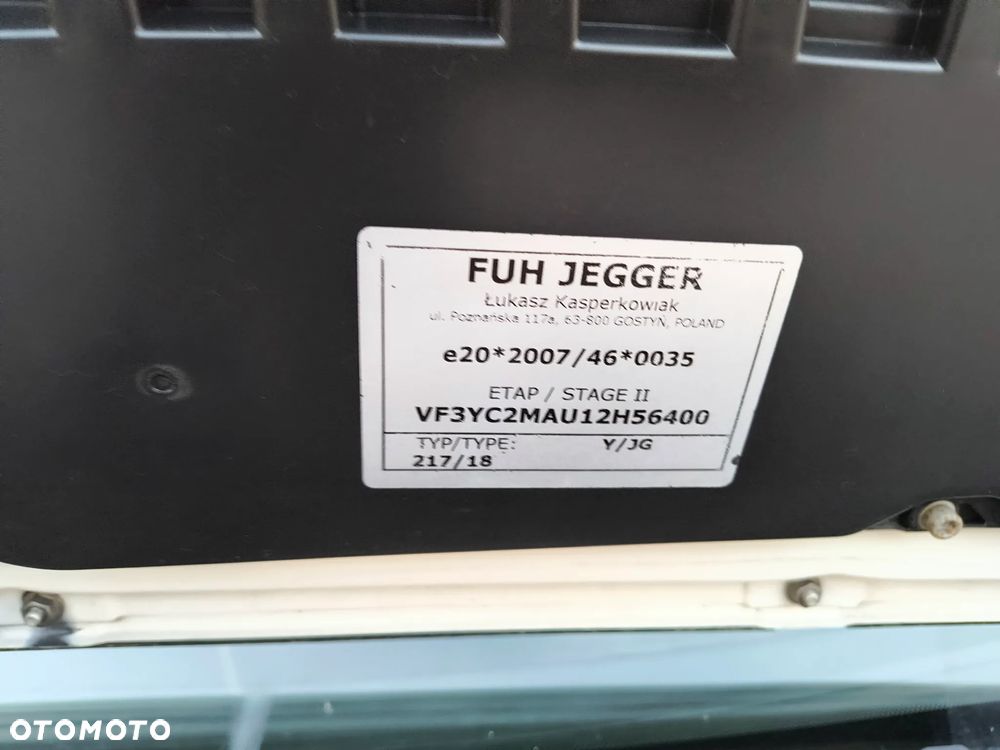 FUH JEGGER
Łukasz Kasperkowiak
ul. Poznańska 117a, 63-800 GOSTYŃ, POLAND
e20*2007/46*0035
ETAP / STAGE II
VF3YC2MAU12H56400
TYP/TYPE: Y/JG
217/18
OTOMOTO